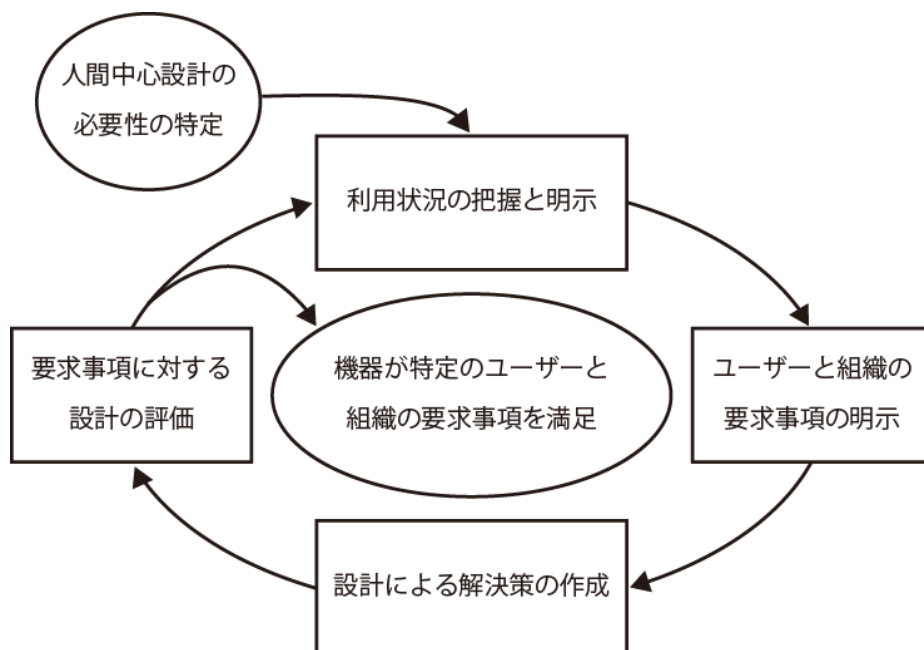 人間中心設計の
必要性の特定
利用状況の把握と明示
要求事項に対する
設計の評価
機器が特定のユーザーと
組織の要求事項を満足
ユーザーと組織の
要求事項の明示
設計による解決策の作成